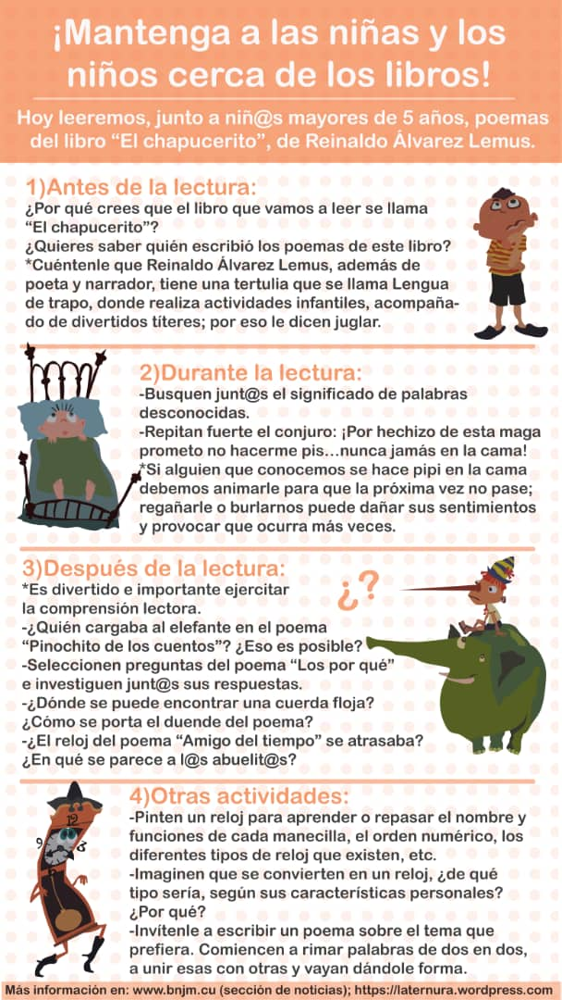 ¡Mantenga a las niñas y los
niños cerca de los libros!
Hoy leeremos, junto a niñ@s mayores de 5 años, poemas
del libro “El chapucerito”, de Reinaldo Álvarez Lemus.
1)Antes de la lectura:
¿Por qué crees que el libro que vamos a leer se llama
“El chapucerito”?
¿Quieres saber quién escribió los poemas de este libro?
*Cuéntenle que Reinaldo Álvarez Lemus, además de
poeta y narrador, tiene una tertulia que se llama Lengua
de trapo, donde realiza actividades infantiles, acompaña-
do de divertidos títeres; por eso le dicen juglar.
2)Durante la lectura:
-Busquen junt@s el significado de palabras
desconocidas.
-Repitan fuerte el conjuro: ¡Por hechizo de esta maga
prometo no hacerme pis...nunca jamás en la cama!
*Si alguien que conocemos se hace pipi en la cama
debemos animarle para que la próxima vez no pase;
regañarle o burlarnos puede dañar sus sentimientos
y provocar que ocurra más veces.
3)Después de la lectura:
¿?
*Es divertido e importante ejercitar
la comprensión lectora.
-¿Quién cargaba al elefante en el poema
“Pinochito de los cuentos”? ¿Eso es posible?
-Seleccionen preguntas del poema “Los por qué”
e investiguen junt@s sus respuestas.
-¿Dónde se puede encontrar una cuerda floja?
¿Cómo se porta el duende del poema?
-¿El reloj del poema “Amigo del tiempo” se atrasaba?
¿En qué se parece a l@s abuelit@s?
4)Otras actividades:
12
9 3
-Pinten un reloj para aprender o repasar el nombre y
funciones de cada manecilla, el orden numérico, los
diferentes tipos de reloj que existen, etc.
-Imaginen que se convierten en un reloj, ¿de qué
tipo sería, según sus características personales?
¿Por qué?
-Invítenle a escribir un poema sobre el tema que
prefiera. Comiencen a rimar palabras de dos en dos,
a unir esas con otras y vayan dándole forma.
Más información en: www.bnjm.cu (sección de noticias); https://laternura.wordpress.com